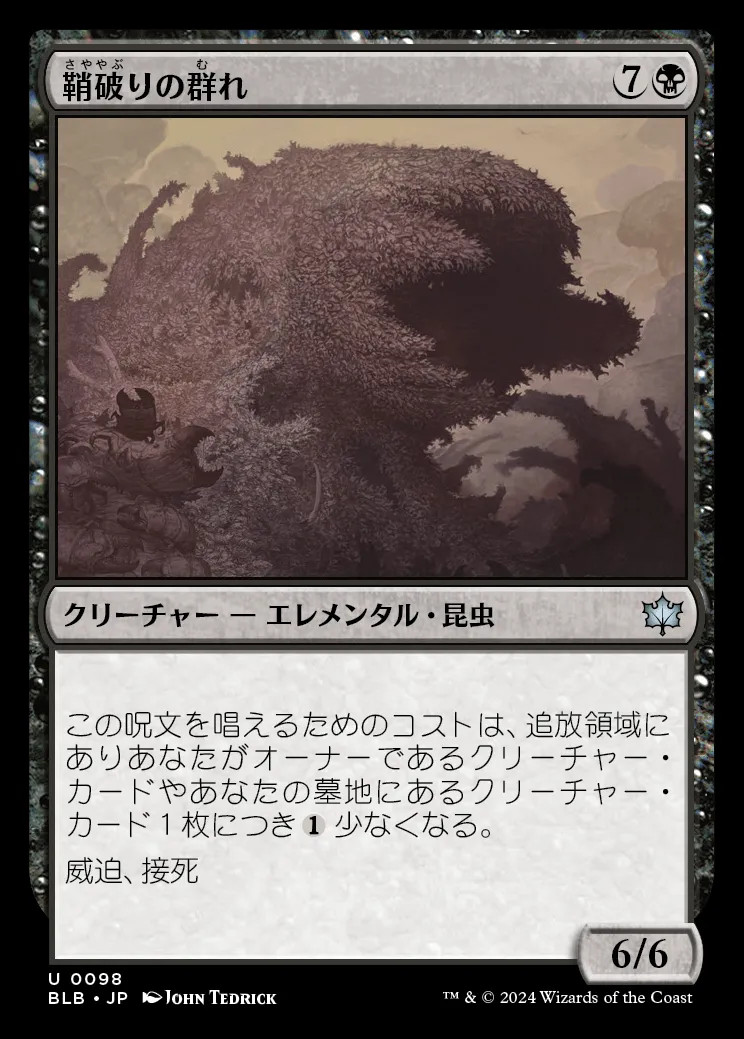 さややぶ む
鞘破りの群れ 7
クリーチャー — エレメンタル・昆虫
この呪文を唱えるためのコストは、追放領域に
ありあなたがオーナーであるクリーチャー・
カードやあなたの墓地にあるクリーチャー・
カード1枚につき 1 少なくなる。
威迫、接死
6/6
U 0098
BLB • JP JOHN TEDRICK
™ & © 2024 Wizards of the Coast